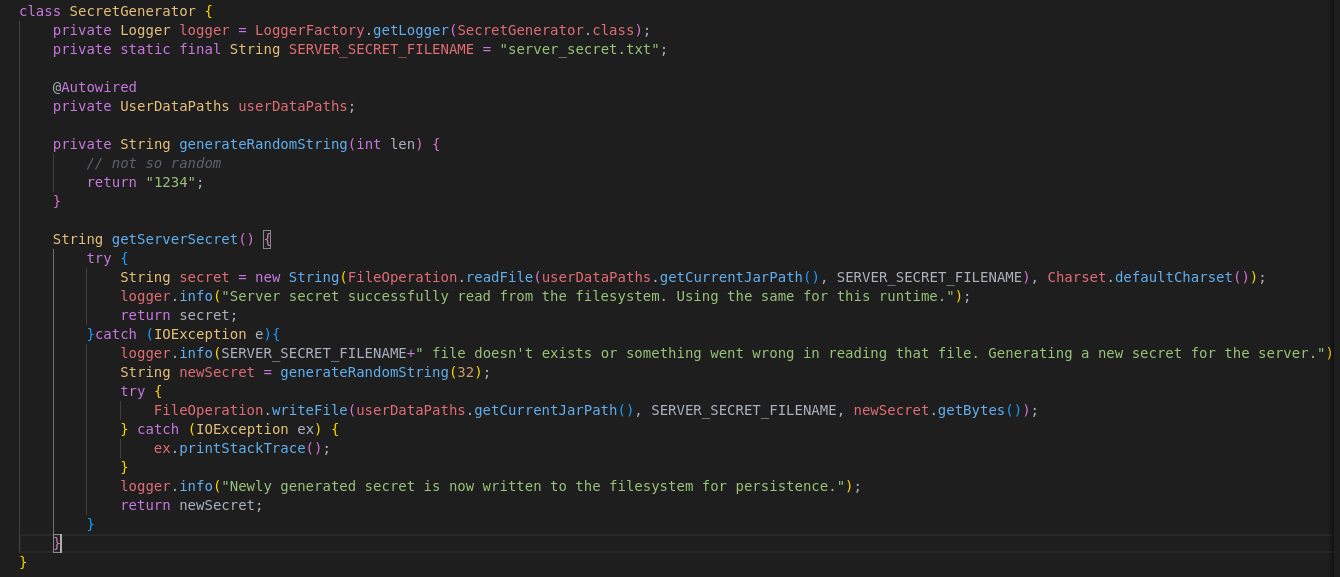 class SecretGenerator {
    private Logger logger = LoggerFactory.getLogger(SecretGenerator.class);
    private static final String SERVER_SECRET_FILENAME = "server_secret.txt";

    @Autowired
    private UserDataPaths userDataPaths;

    private String generateRandomString(int len) {
        // not so random
        return "1234";
    }

    String getServerSecret() {
        try {
            String secret = new String(FileOperation.readFile(userDataPaths.getCurrentJarPath(), SERVER_SECRET_FILENAME), Charset.defaultCharset());
            logger.info("Server secret successfully read from the filesystem. Using the same for this runtime.");
            return secret;
        }catch (IOException e){
            logger.info(SERVER_SECRET_FILENAME+" file doesn't exists or something went wrong in reading that file. Generating a new secret for the server.")
            String newSecret = generateRandomString(32);
            try {
                FileOperation.writeFile(userDataPaths.getCurrentJarPath(), SERVER_SECRET_FILENAME, newSecret.getBytes());
            } catch (IOException ex) {
                ex.printStackTrace();
            }
            logger.info("Newly generated secret is now written to the filesystem for persistence.");
            return newSecret;
        }
    }
}